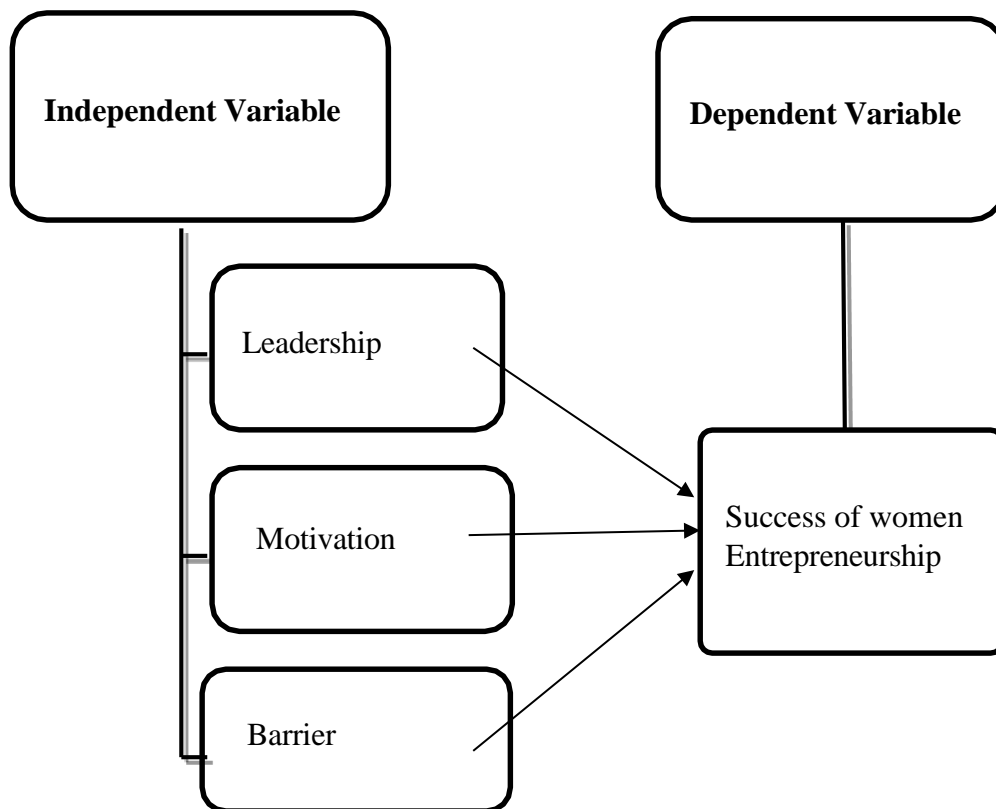 Independent Variable
Dependent Variable
Leadership
Motivation
Barrier
Success of women
Entrepreneurship